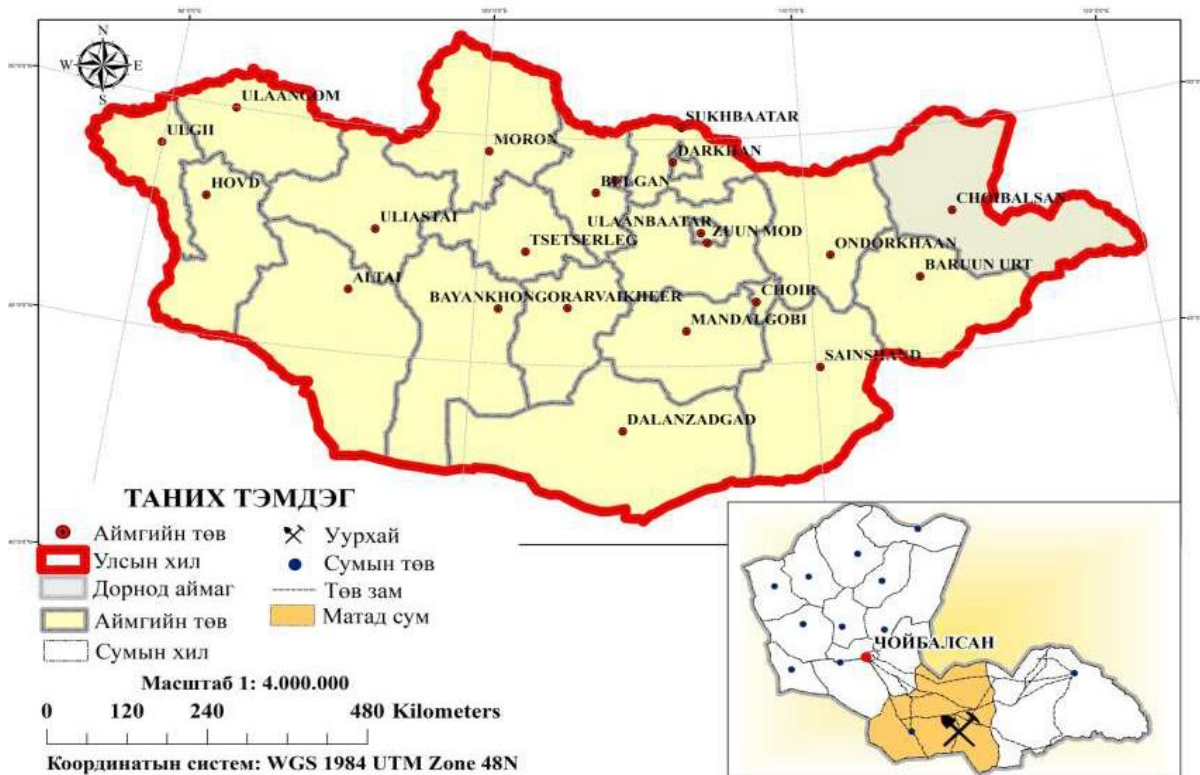 N
W E
S
ULAANGOM
ULGII
HOVD
MORON
SUKHBAATAR
DARKHAN
BULGAN
ULIASTAI
ULAANBAATAR
ZUUN MOD
TSETSERLEG
CHOIBALSAN
ONDORKHAAN
BARUUN URT
ALTAI
BAYANKHONGOR
ARVAIKHEER
CHOIR
MANDALGOBI
SAINSHAND
DALANZADGAD
ТАНИХ ТЭМДЭГ
Аймгийн төв
Улсын хил
Дорнод аймаг
Аймгийн төв
Сумын хил
Уурхай
Сумын төв
Төв зам
Матад сум
Масштаб 1: 4.000.000
0 120 240 480 Kilometers
Координатын систем: WGS 1984 UTM Zone 48N
ЧОЙБАЛСАН